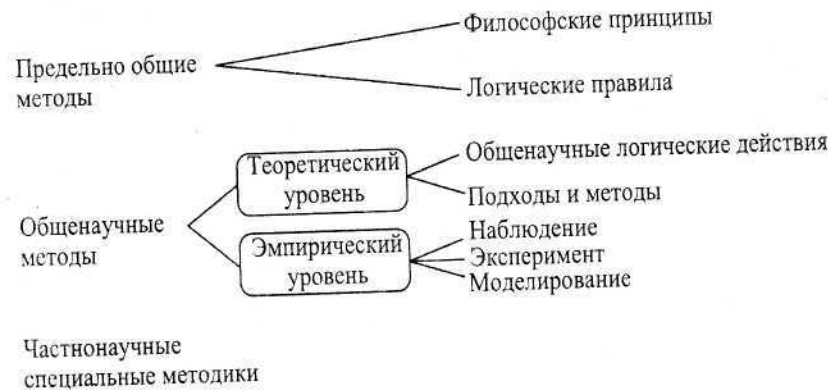 Философские принципы
Предельно общие
методы
Логические правила
Теоретический
уровень
Общенаучные логические действия
Подходы и методы
Общенаучные
методы
Эмпирический
уровень
Наблюдение
Эксперимент
Моделирование
Частнонаучные
специальные методики